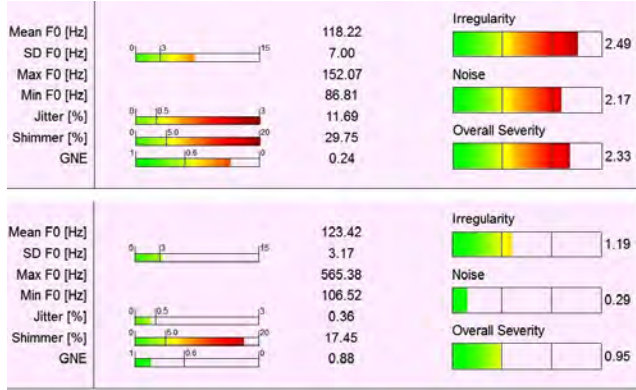 Irregularity
Mean F0 [Hz] 118.22
0 3 15
SD F0 [Hz] 7.00 2.49
Max F0 [Hz] 152.07 Noise
Min F0 [Hz] 86.81
0 0.5 3 2.17
Jitter [%] 11.69
0 5.0 20 Overall Severity
Shimmer [%] 29.75
1 0.6 0
GNE 0.24 2.33
Irregularity
Mean F0 [Hz] 123.42
0 3 15
SD F0 [Hz] 3.17 1.19
Max F0 [Hz] 565.38 Noise
Min F0 [Hz] 106.52
0 0.5 3 0.29
Jitter [%] 0.36
0 5.0 20 Overall Severity
Shimmer [%] 17.45
1 0.6 0
GNE 0.88 0.95